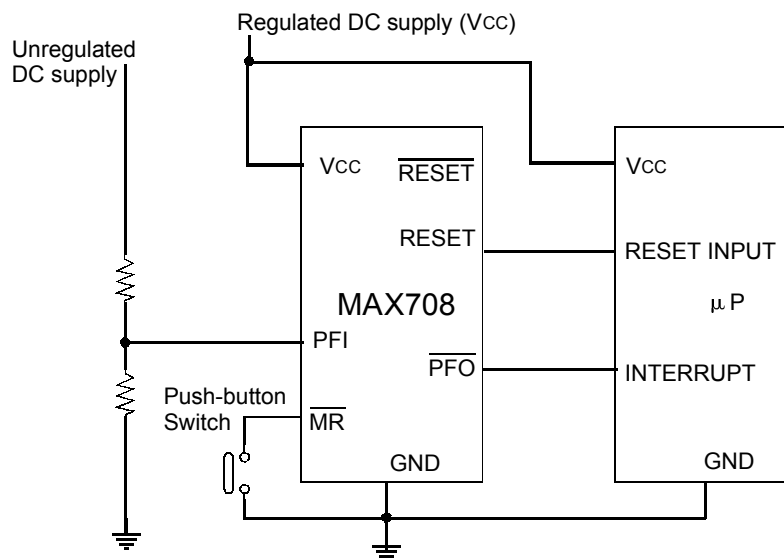 Regulated DC supply (VCC)
Unregulated
DC supply
VCC
RESET
RESET
MAX708
PFI
PFO
MR
GND
Push-button
Switch
VCC
RESET INPUT
μP
INTERRUPT
GND